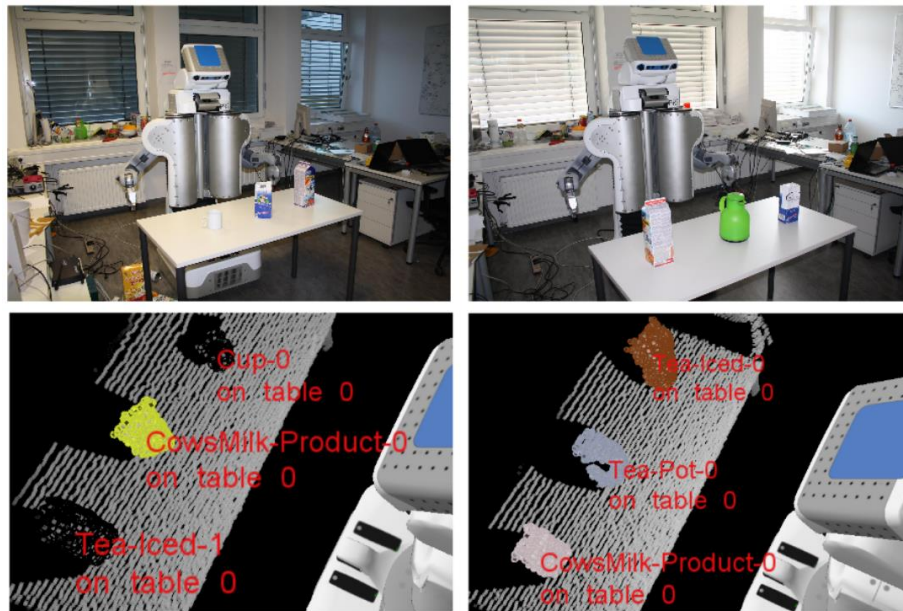 Cup-0
on table 0
CowsMilk-Product-0
on table 0
Tea-Iced-1
on table 0
Tea-Iced-0
on table 0
Tea-Pot-0
on table 0
CowsMilk-Product-0
on table 0